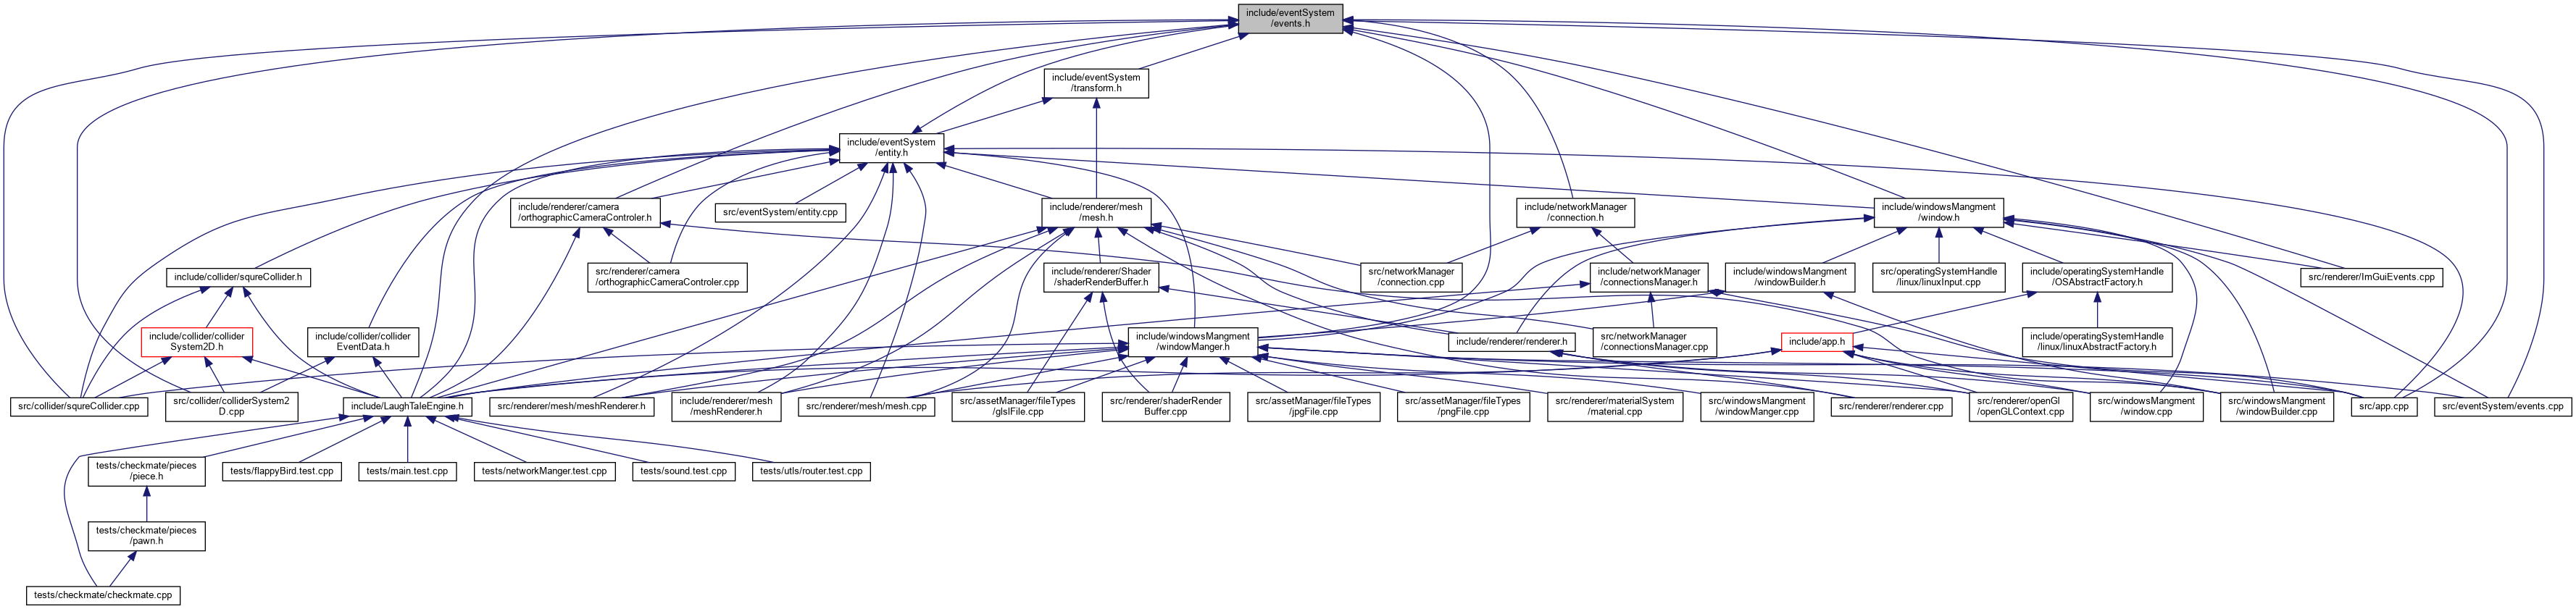 include/eventSystem
/events.h
include/eventSystem
/transform.h
include/eventSystem
/entity.h
include/renderer/camera
/orthographicCameraControler.h
src/eventSystem/entity.cpp
include/renderer/mesh
/mesh.h
include/networkManager
/connection.h
include/windowsMangment
/window.h
include/collider/squreCollider.h
src/renderer/camera
/orthographicCameraControler.cpp
include/renderer/Shader
/shaderRenderBuffer.h
src/networkManager
/connection.cpp
include/networkManager
/connectionsManager.h
include/windowsMangment
/windowBuilder.h
src/operatingSystemHandle
/linux/linuxInput.cpp
include/operatingSystemHandle
/OSAbstractFactory.h
src/renderer/ImGuiEvents.cpp
include/collider/collider
System2D.h
include/collider/collider
EventData.h
include/windowsMangment
/windowManger.h
include/renderer/renderer.h
src/networkManager
/connectionsManager.cpp
include/app.h
include/operatingSystemHandle
/linux/linuxAbstractFactory.h
src/collider/squreCollider.cpp
src/collider/colliderSystem2
D.cpp
include/LaughTaleEngine.h
src/renderer/mesh/meshRenderer.h
include/renderer/mesh
/meshRenderer.h
src/renderer/mesh/mesh.cpp
src/assetManager/fileTypes
/glslFile.cpp
src/renderer/shaderRender
Buffer.cpp
src/assetManager/fileTypes
/jpgFile.cpp
src/assetManager/fileTypes
/pngFile.cpp
src/renderer/materialSystem
/material.cpp
src/windowsMangment
/windowManger.cpp
src/renderer/renderer.cpp
src/renderer/openGl
/openGLContext.cpp
src/windowsMangment
/window.cpp
src/windowsMangment
/windowBuilder.cpp
src/app.cpp
src/eventSystem/events.cpp
tests/checkmate/pieces
/piece.h
tests/flappyBird.test.cpp
tests/main.test.cpp
tests/networkManger.test.cpp
tests/sound.test.cpp
tests/utls/router.test.cpp
tests/checkmate/pieces
/pawn.h
tests/checkmate/checkmate.cpp